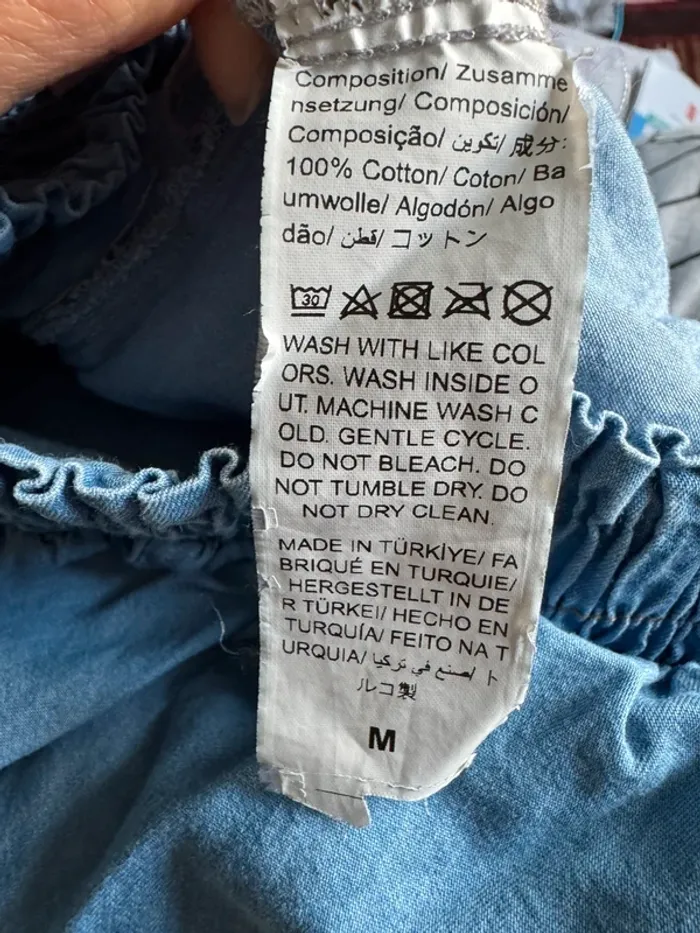 Composition/ Zusamme
nsetzung/ Composición/
Composição/ تكوين/ 成分:
100% Cotton/ Coton/ Ba
umwolle/ Algodón/ Algo
dão/ قطن/ コットン
30
WASH WITH LIKE COL
ORS. WASH INSIDE O
UT. MACHINE WASH C
OLD. GENTLE CYCLE.
DO NOT BLEACH. DO
NOT TUMBLE DRY. DO
NOT DRY CLEAN.
MADE IN TÜRKİYE/ FA
BRIQUÉ EN TURQUIE/
HERGESTELLT IN DE
R TÜRKEI/ HECHO EN
TURQUÍA/ FEITO NA T
URQUIA/ صنع في تركيا/ ト
ルコ製
M